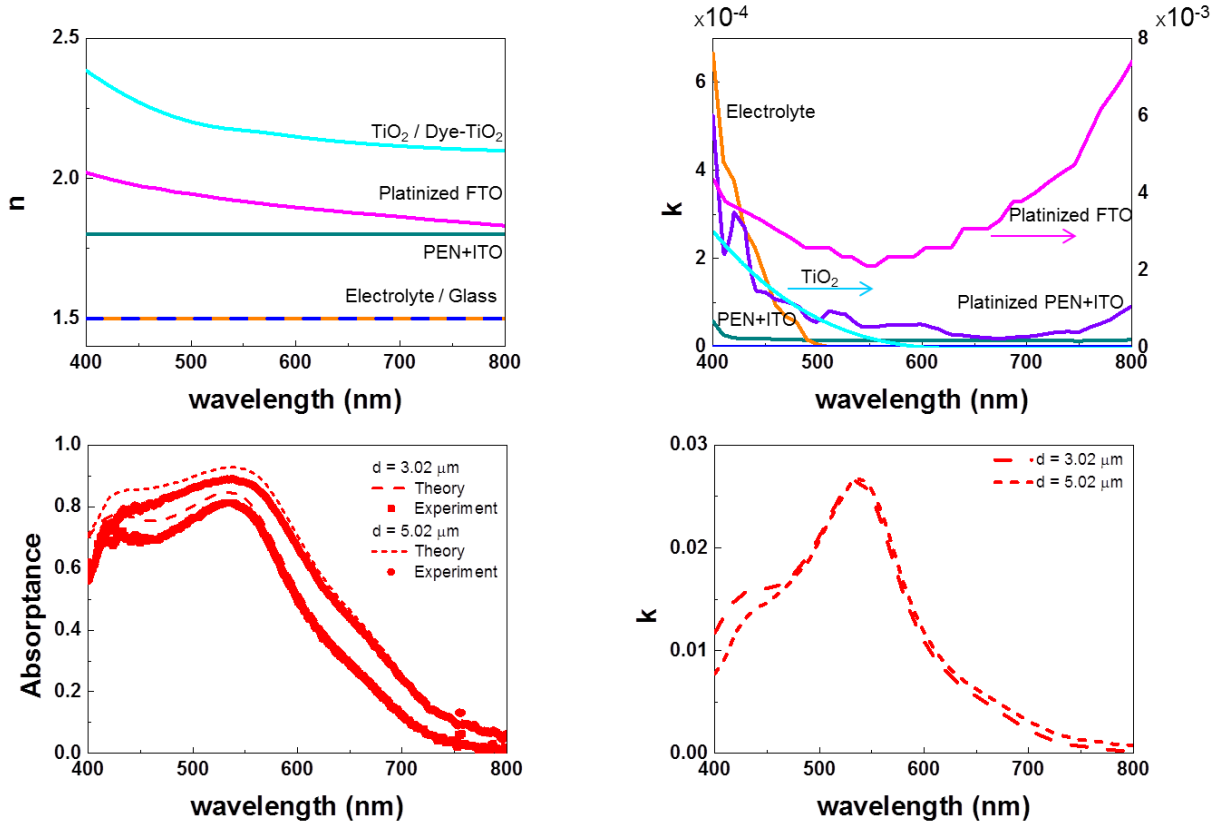 2.5
2.0
1.5
n
TiO2 / Dye-TiO2
Platinized FTO
PEN+ITO
Electrolyte / Glass
400 500 600 700 800
wavelength (nm)
x10-4
x10-3
6
4
2
0
k
8
6
4
2
0
Electrolyte
Platinized FTO
TiO2
Platinized PEN+ITO
PEN+ITO
400 500 600 700 800
wavelength (nm)
1.0
0.8
0.6
0.4
0.2
0.0
Absorptance
d = 3.02 μm
Theory
Experiment
d = 5.02 μm
Theory
Experiment
400 500 600 700 800
wavelength (nm)
0.03
0.02
0.01
0.00
k
d = 3.02 μm
d = 5.02 μm
400 500 600 700 800
wavelength (nm)